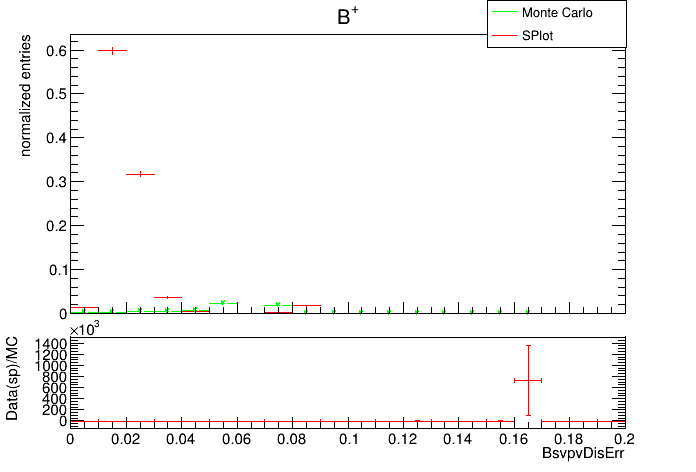 B+
Monte Carlo
SPlot
normalized entries
0.6
0.5
0.4
0.3
0.2
0.1
0
×10³
Data(sp)/MC
1400
1200
1000
800
600
400
200
0
0 0.02 0.04 0.06 0.08 0.1 0.12 0.14 0.16 0.18 0.2
BsvpvDisErr